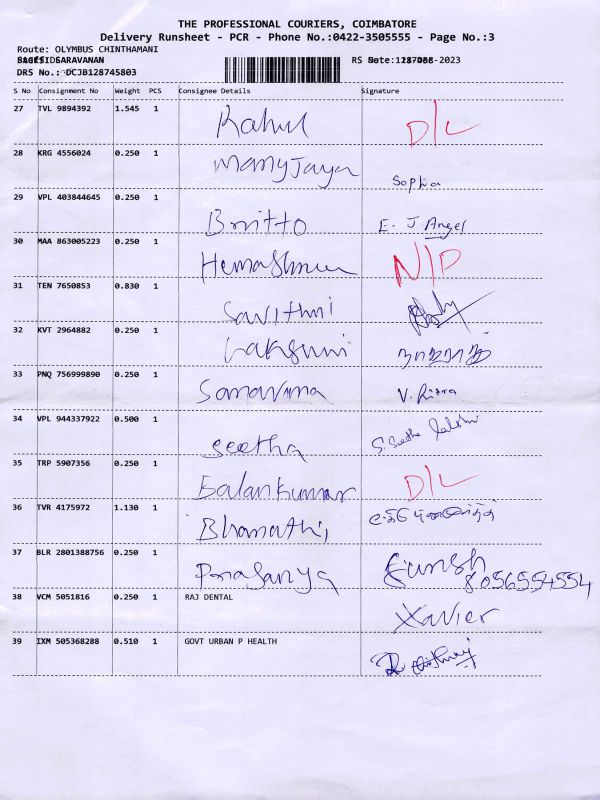 THE PROFESSIONAL COURIERS, COIMBATORE
Delivery Runsheet - PCR - Phone No.:0422-3505555 - Page No.:3
Route: OLYMBUS CHINTHAMANI
SARAVANAN
DRS No.: DCJB128745803
S No Consignment No Weight PCS Consignee Details Signature
27 TVL 9894392 1.545 1 Rahul D/L
28 KRG 4556024 0.250 1 Manyjaya Sophia
29 VPL 403844645 0.250 1 Britto E. J Angel
30 MAA 863005223 0.250 1 N/P
31 TEN 7650853 0.830 1 Savithri
32 KVT 2964882 0.250 1 Lakshmi
33 PNQ 756999890 0.250 1 Saravana
34 VPL 944337922 0.500 1 Seetha S. Seetha
35 TRP 5907356 0.250 1 Balankumar D/L
36 TVR 4175972 1.130 1 Bharathi
37 BLR 2801388756 0.250 1 Prasanya 8056554554
38 VCM 5051816 0.250 1 RAJ DENTAL Xavier
39 IXM 505368288 0.510 1 GOVT URBAN P HEALTH